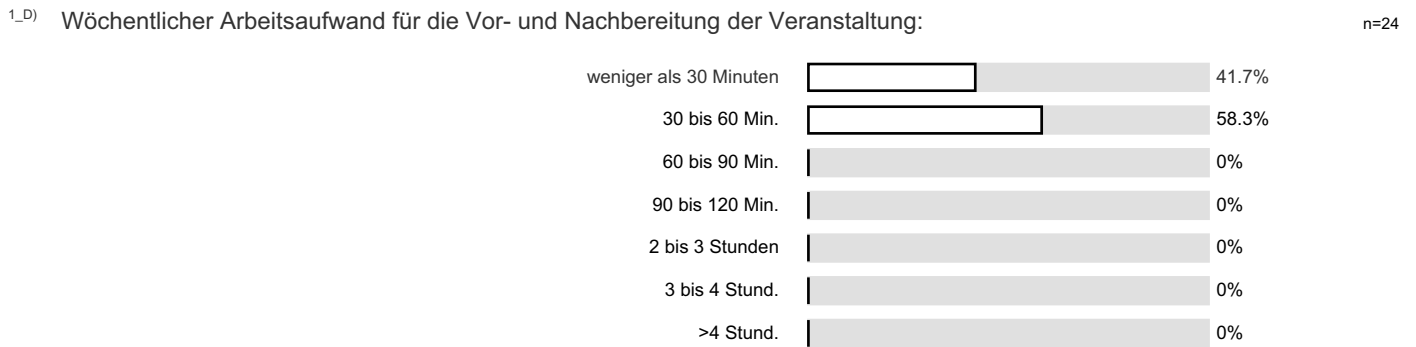 1_D) Wöchentlicher Arbeitsaufwand für die Vor- und Nachbereitung der Veranstaltung: n=24
weniger als 30 Minuten 41.7%
30 bis 60 Min. 58.3%
60 bis 90 Min. 0%
90 bis 120 Min. 0%
2 bis 3 Stunden 0%
3 bis 4 Stund. 0%
>4 Stund. 0%